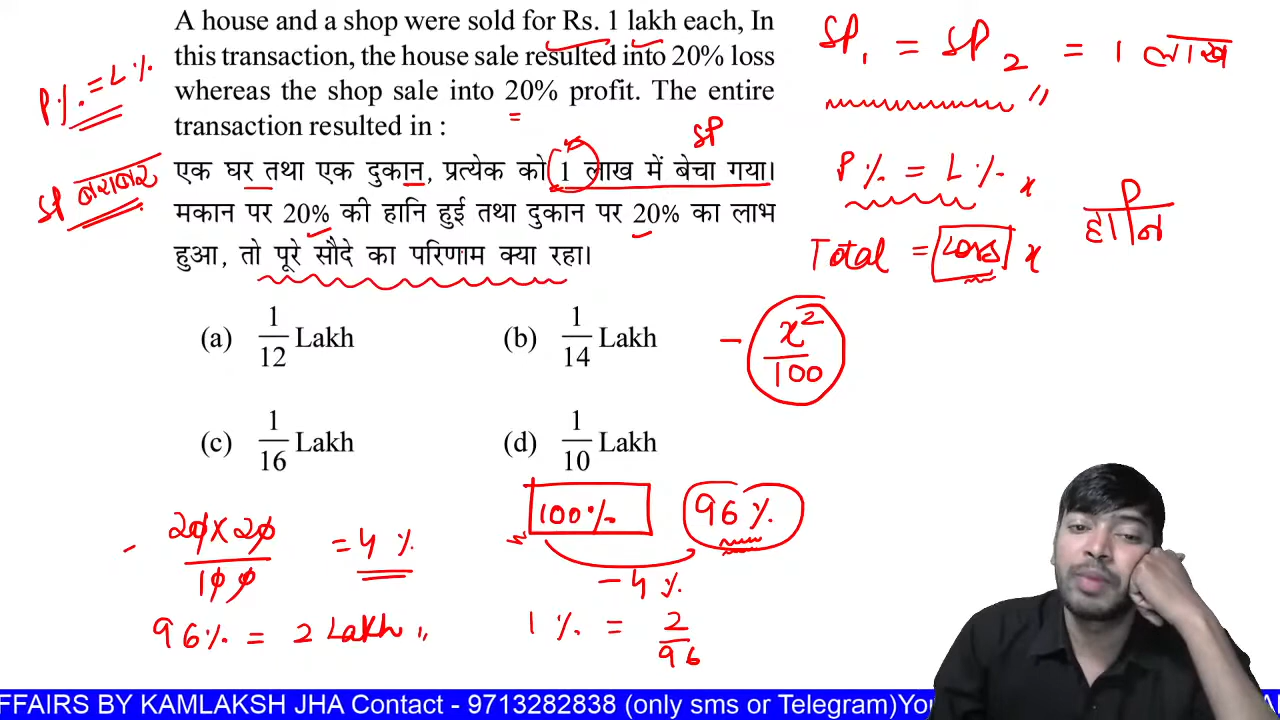 A house and a shop were sold for Rs. 1 lakh each, In
this transaction, the house sale resulted into 20% loss
whereas the shop sale into 20% profit. The entire
transaction resulted in :
SP
एक घर तथा एक दुकान, प्रत्येक को 1 लाख में बेचा गया।
मकान पर 20% की हानि हुई तथा दुकान पर 20% का लाभ
हुआ, तो पूरे सौदे का परिणाम क्या रहा।
P% = L%
SP बराबर
SP₁ = SP₂ = 1 लाख
P% = L% x
Total = Loss x
हानि
- x²/100
(a) 1/12 Lakh
(b) 1/14 Lakh
(c) 1/16 Lakh
(d) 1/10 Lakh
- 20 x 20 / 100 = 4%
100% 96%
- 4%
96% = 2 Lakh
1% = 2/96
FFAIRS BY KAMLAKSH JHA Contact - 9713282838 (only sms or Telegram)You